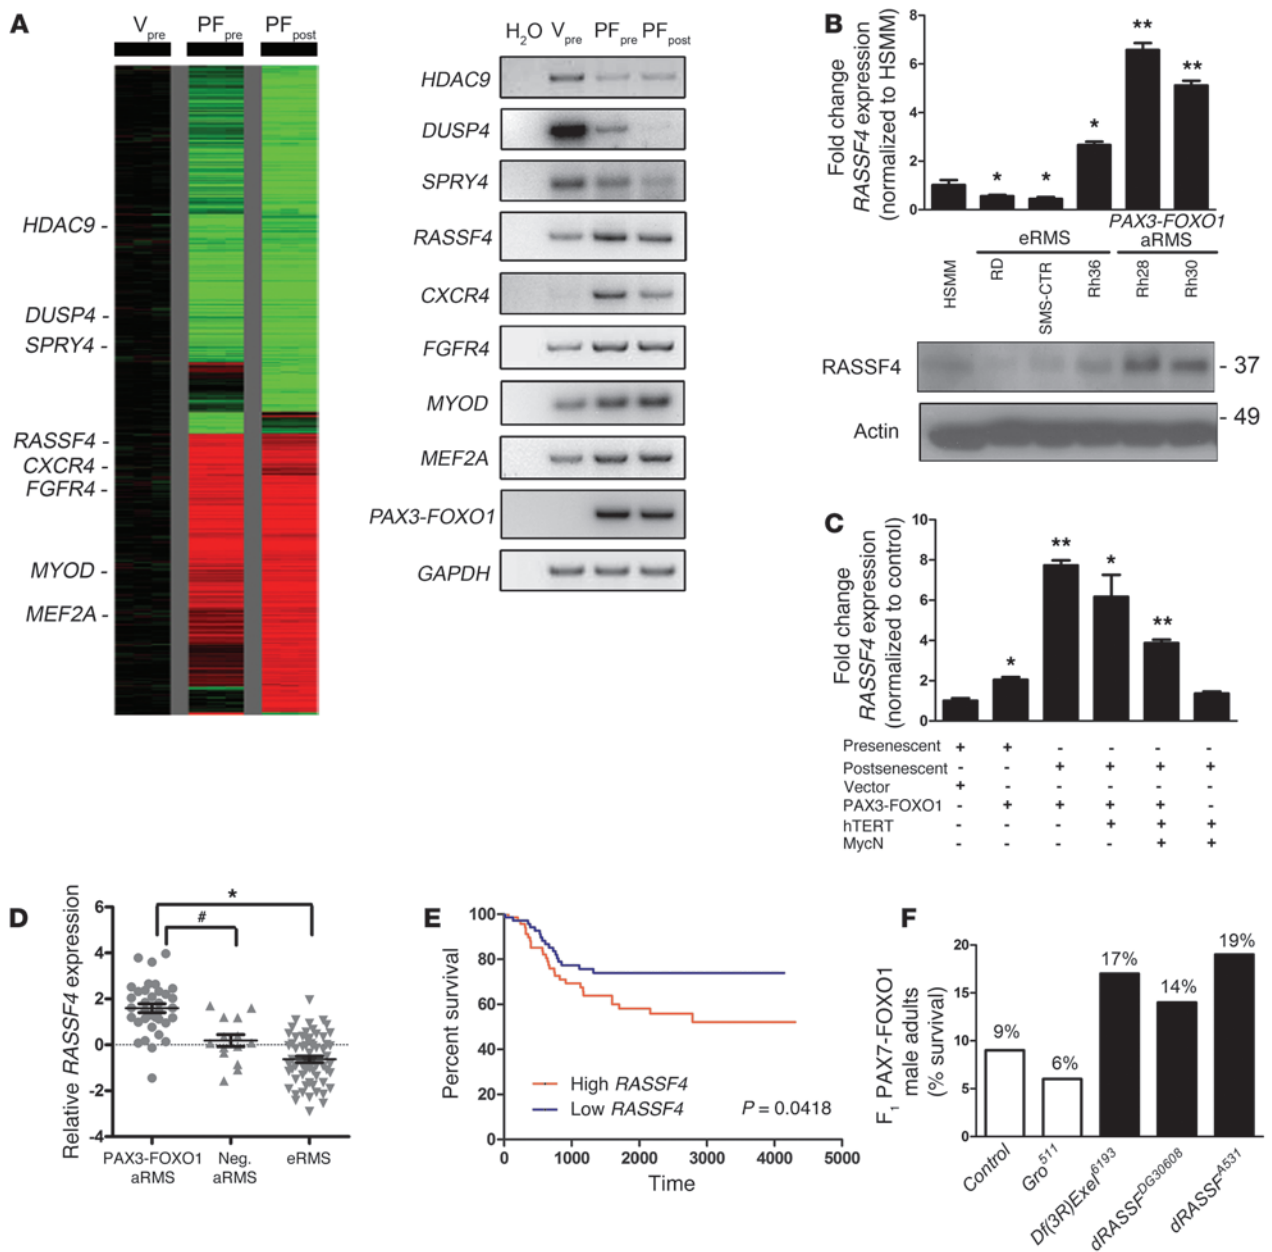 A
V pre
PF pre
PF post
HDAC9 -
DUSP4 -
SPRY4 -
RASSF4 -
CXCR4 -
FGFR4 -
MYOD -
MEF2A -
H2O V pre PF pre PF post
HDAC9
DUSP4
SPRY4
RASSF4
CXCR4
FGFR4
MYOD
MEF2A
PAX3-FOXO1
GAPDH
B
Fold change
RASSF4 expression
(normalized to HSMM)
8
6
4
2
0
*
*
*
**
**
PAX3-FOXO1
eRMS
aRMS
HSMM
RD
SMS-CTR
Rh36
Rh28
Rh30
RASSF4
- 37
- 49
Actin
C
Fold change
RASSF4 expression
(normalized to control)
10
8
6
4
2
0
*
**
*
**
Presenescent + + - - - -
Postsenescent - - + + + +
Vector + - - - - -
PAX3-FOXO1 - + + + + -
hTERT - - - + + +
MycN - - - - + +
D
Relative RASSF4 expression
6
4
2
0
-2
-4
*
#
PAX3-FOXO1
aRMS
Neg.
aRMS
eRMS
E
Percent survival
100
80
60
40
20
0
High RASSF4
Low RASSF4
P = 0.0418
0 1000 2000 3000 4000 5000
Time
F
F1 PAX7-FOXO1
male adults
(% survival)
20
15
10
5
0
9%
6%
17%
14%
19%
Control
Gro511
Df(3R)Exel6193
dRASSFDG30608
dRASSFA531